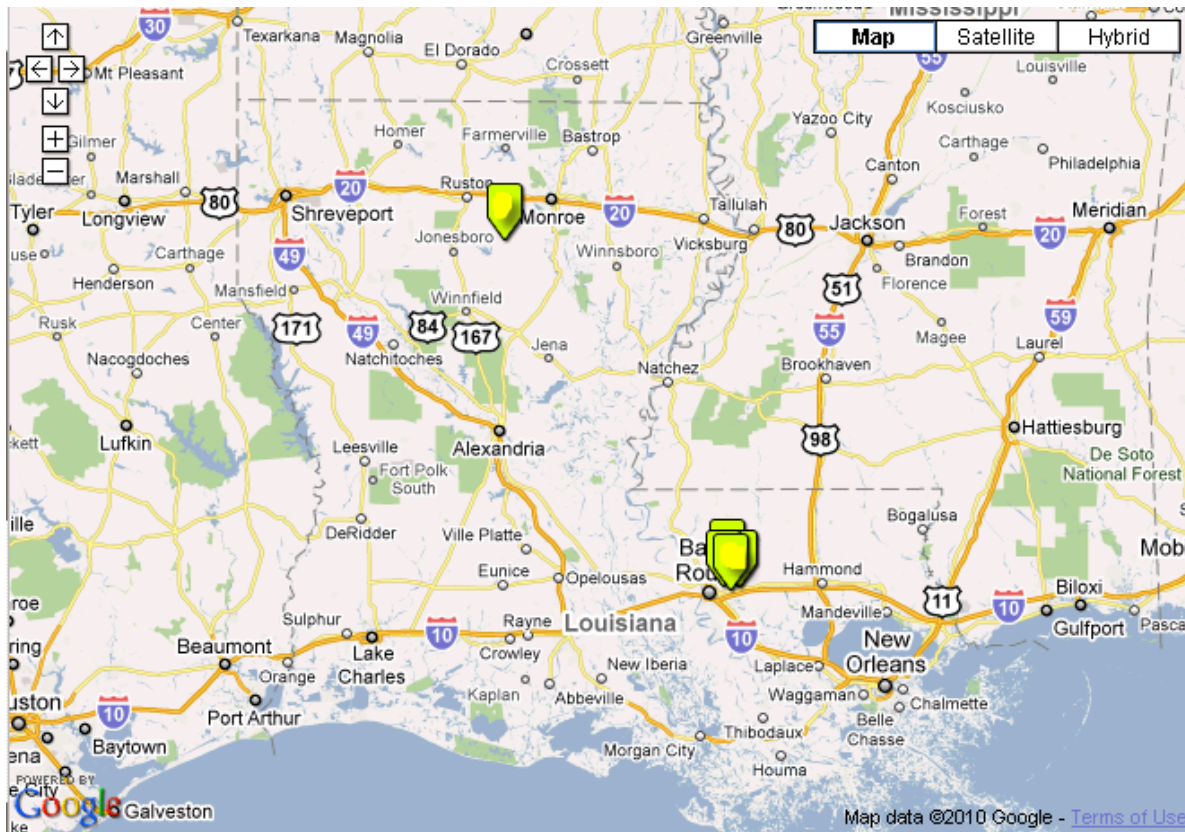 Mississippi
30
Texarkana
Magnolia
El Dorado
Greenville
Map
Satellite
Hybrid
Mt Pleasant
Crossett
55
Louisville
Kosciusko
Gilmer
Homer
Farmerville
Bastrop
Yazoo City
Carthage
Philadelphia
Marshall
80
20
Ruston
Canton
Tyler
Longview
Shreveport
Monroe
20
Tallulah
80
Jackson
Forest
Meridian
Jonesboro
Winnsboro
Vicksburg
20
Carthage
49
Brandon
Henderson
Mansfield
Florence
51
Winnfield
Rusk
Center
171
49
84
167
55
Magee
59
Nacogdoches
Natchitoches
Jena
Natchez
Brookhaven
Laurel
Lufkin
Alexandria
98
Hattiesburg
Leesville
De Soto
National Forest
Fort Polk
South
DeRidder
Ville Platte
Bogalusa
Eunice
Opelousas
Hammond
Biloxi
Sulphur
Rayne
Louisiana
Mandeville
11
10
Gulfport
Beaumont
10
Crowley
10
New
Orleans
Orange
Lake
Charles
New Iberia
Laplace
Kaplan
Abbeville
Waggaman
Chalmette
10
Port Arthur
Thibodaux
Belle
Chasse
Baytown
Morgan City
Houma
POWERED BY
Google
Galveston
Map data ©2010 Google - Terms of Use